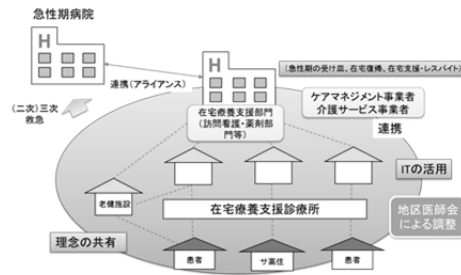 急性期病院
H
H
連携(アライアンス)
(急性期の受け皿、在宅復帰、在宅支援・レスパイト)
(二次)三次
救急
在宅療養支援部門
(訪問看護・薬剤部
門等)
ケアマネジメント事業者
介護サービス事業者
連携
ITの活用
老健施設
在宅療養支援診療所
地区医師会
による調整
理念の共有
患者
サ高住
患者